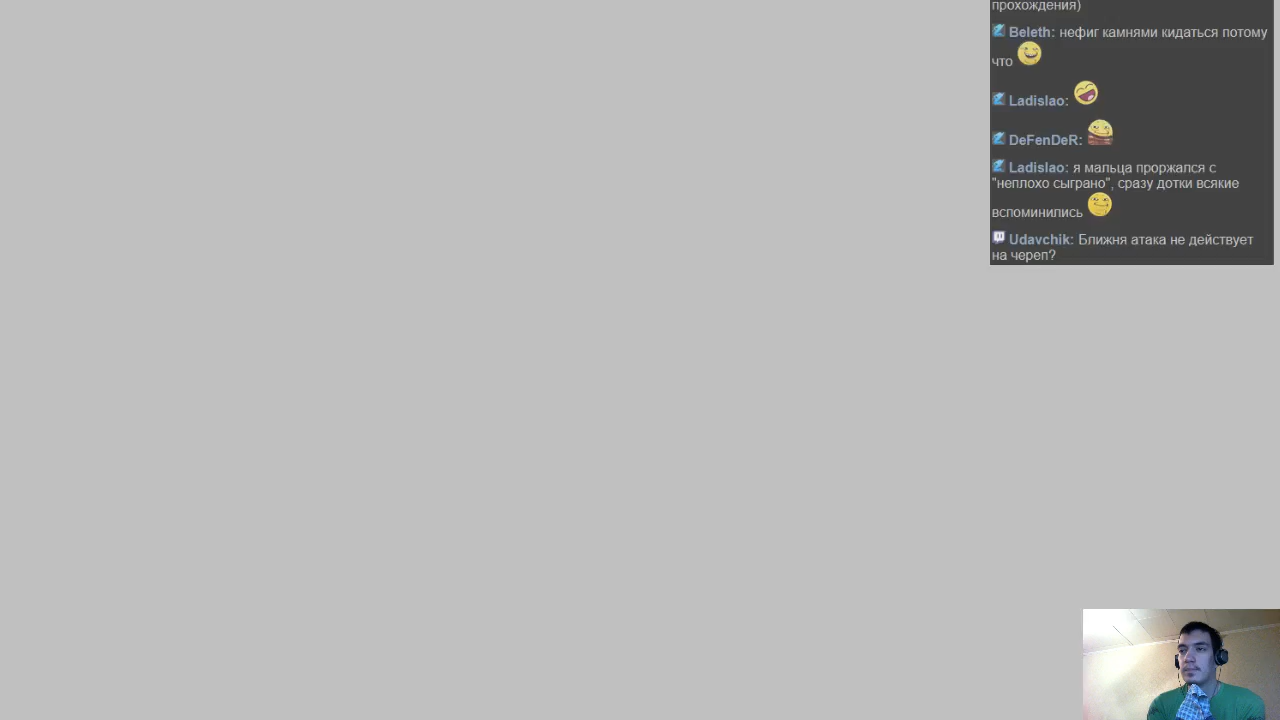 прохождения)
Beleth: нефиг камнями кидаться потому
что
Ladislao:
DeFenDeR:
Ladislao: я мальца проржался с
"неплохо сыграно", сразу дотки всякие
вспоминились
Udavchik: Ближня атака не действует
на череп?